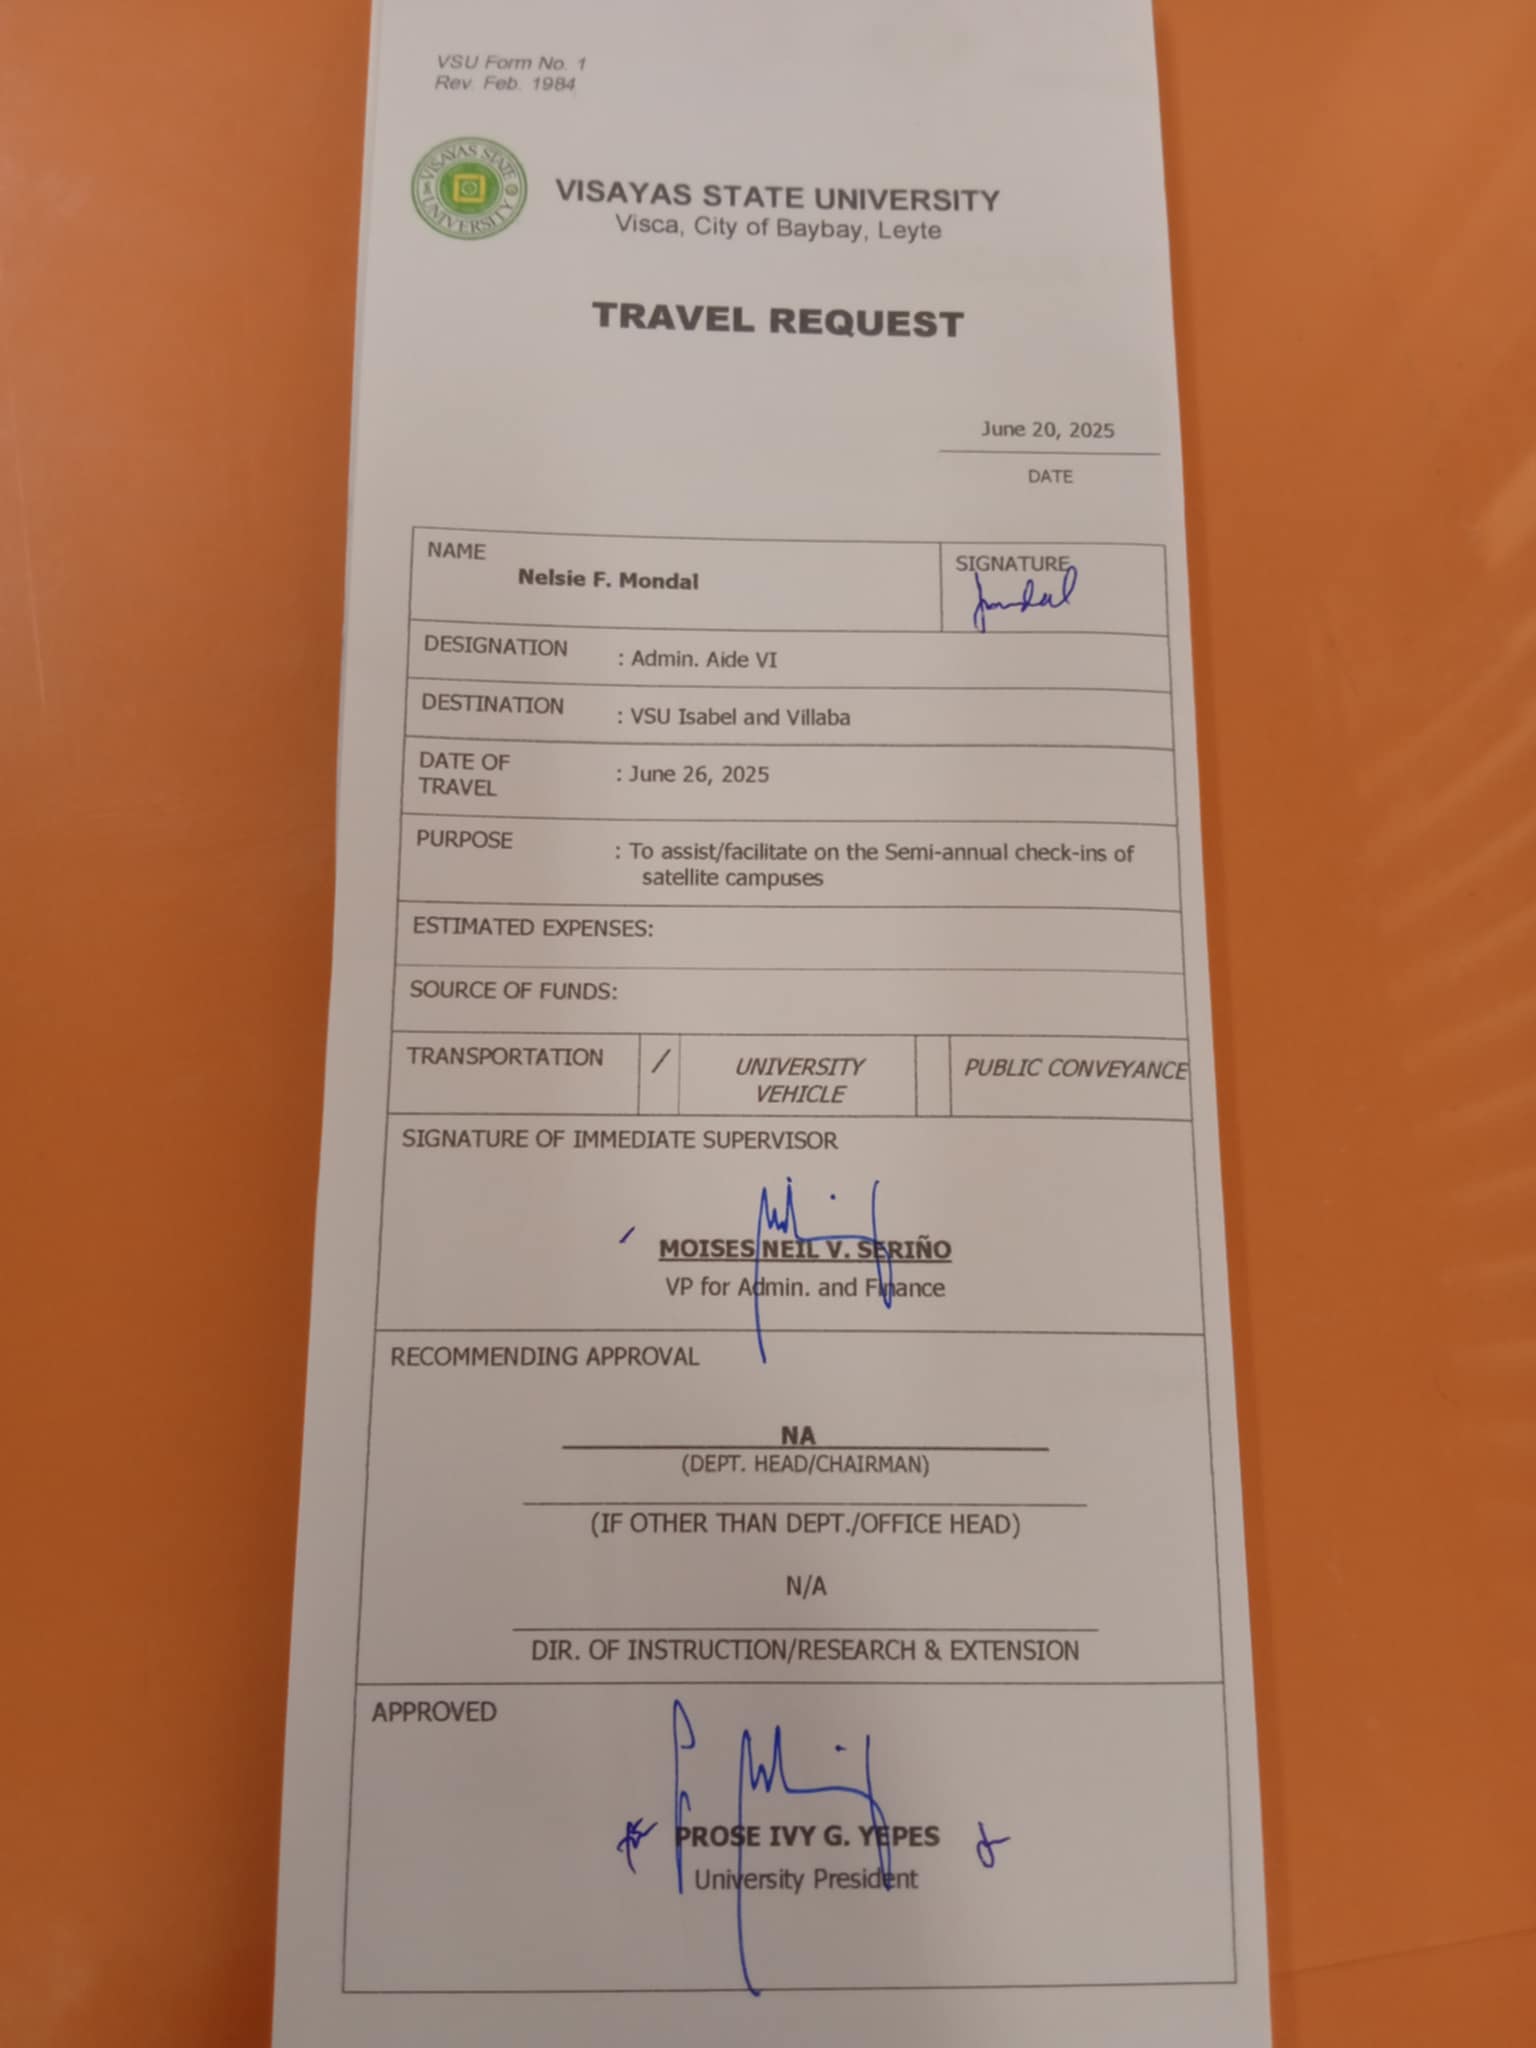 VSU Form No. 1
Rev. Feb. 1984
VISAYAS STATE UNIVERSITY
VISAYAS STATE UNIVERSITY
Visca, City of Baybay, Leyte
TRAVEL REQUEST
June 20, 2025
DATE
NAME
Nelsie F. Mondal
SIGNATURE
DESIGNATION : Admin. Aide VI
DESTINATION : VSU Isabel and Villaba
DATE OF
TRAVEL
: June 26, 2025
PURPOSE : To assist/facilitate on the Semi-annual check-ins of
satellite campuses
ESTIMATED EXPENSES:
SOURCE OF FUNDS:
TRANSPORTATION / UNIVERSITY
VEHICLE
PUBLIC CONVEYANCE
SIGNATURE OF IMMEDIATE SUPERVISOR
MOISES NEIL V. SERIÑO
VP for Admin. and Finance
RECOMMENDING APPROVAL
NA
(DEPT. HEAD/CHAIRMAN)
(IF OTHER THAN DEPT./OFFICE HEAD)
N/A
DIR. OF INSTRUCTION/RESEARCH & EXTENSION
APPROVED
PROSE IVY G. YEPES
University President